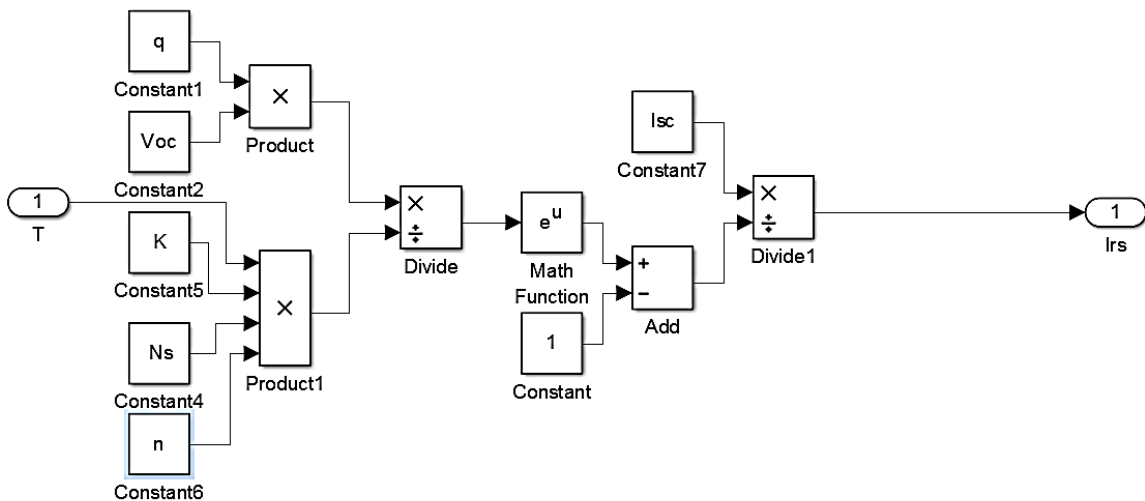 q
Constant1
×
Product
Voc
Constant2
1
T
K
Constant5
Ns
Constant4
n
Constant6
×
Product1
×
÷
Divide
e^u
Math
Function
1
Constant
+
−
Add
Isc
Constant7
×
÷
Divide1
1
Irs